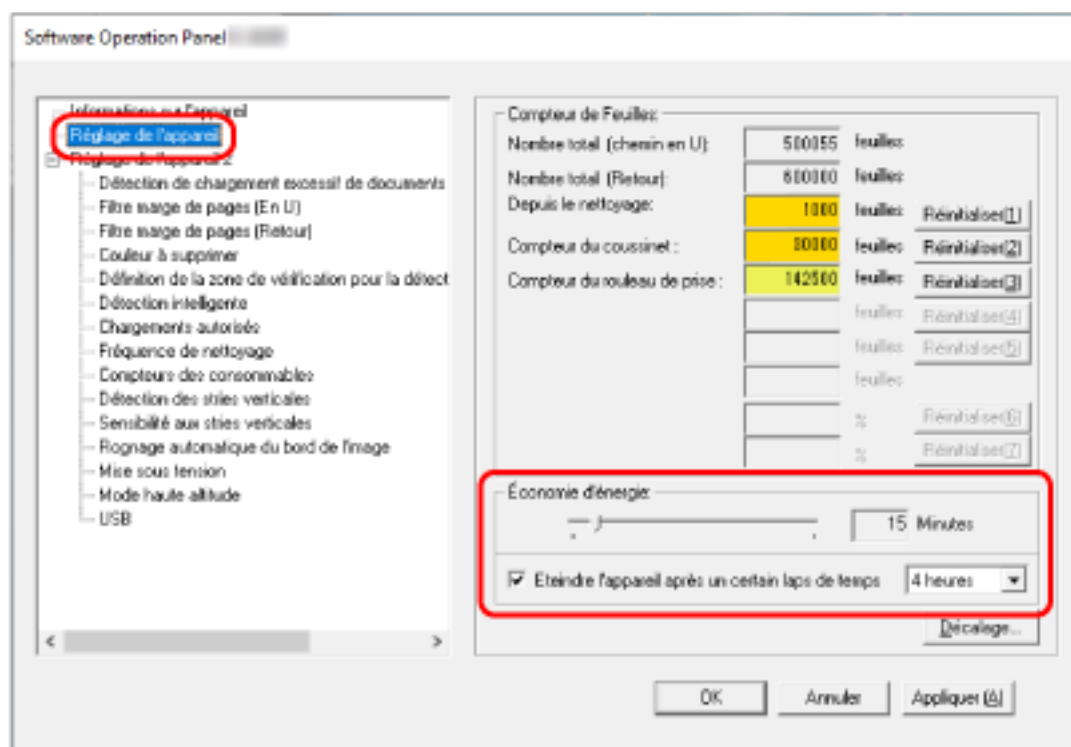 Software Operation Panel
Informations sur l'appareil
Réglage de l'appareil
Réglage de l'appareil 2
Détection de chargement excessif de documents
Filtre marge de pages (En U)
Filtre marge de pages (Retour)
Couleur à supprimer
Définition de la zone de vérification pour la détect
Détection intelligente
Chargements autorisés
Fréquence de nettoyage
Compteurs des consommables
Détection des stries verticales
Sensibilité aux stries verticales
Rognage automatique du bord de l'image
Mise sous tension
Mode haute altitude
USB
Compteur de Feuilles:
Nombre total (chemin en U): 500055 feuilles
Nombre total (Retour): 600000 feuilles
Depuis le nettoyage: 1000 feuilles Réinitialiser(1)
Compteur du coussinet : 80000 feuilles Réinitialiser(2)
Compteur du rouleau de prise : 142500 feuilles Réinitialiser(3)
feuilles Réinitialiser(4)
feuilles Réinitialiser(5)
feuilles
% Réinitialiser(6)
% Réinitialiser(7)
Économie d'énergie:
15 Minutes
Eteindre l'appareil après un certain laps de temps 4 heures
Décalage...
OK Annuler Appliquer (A)